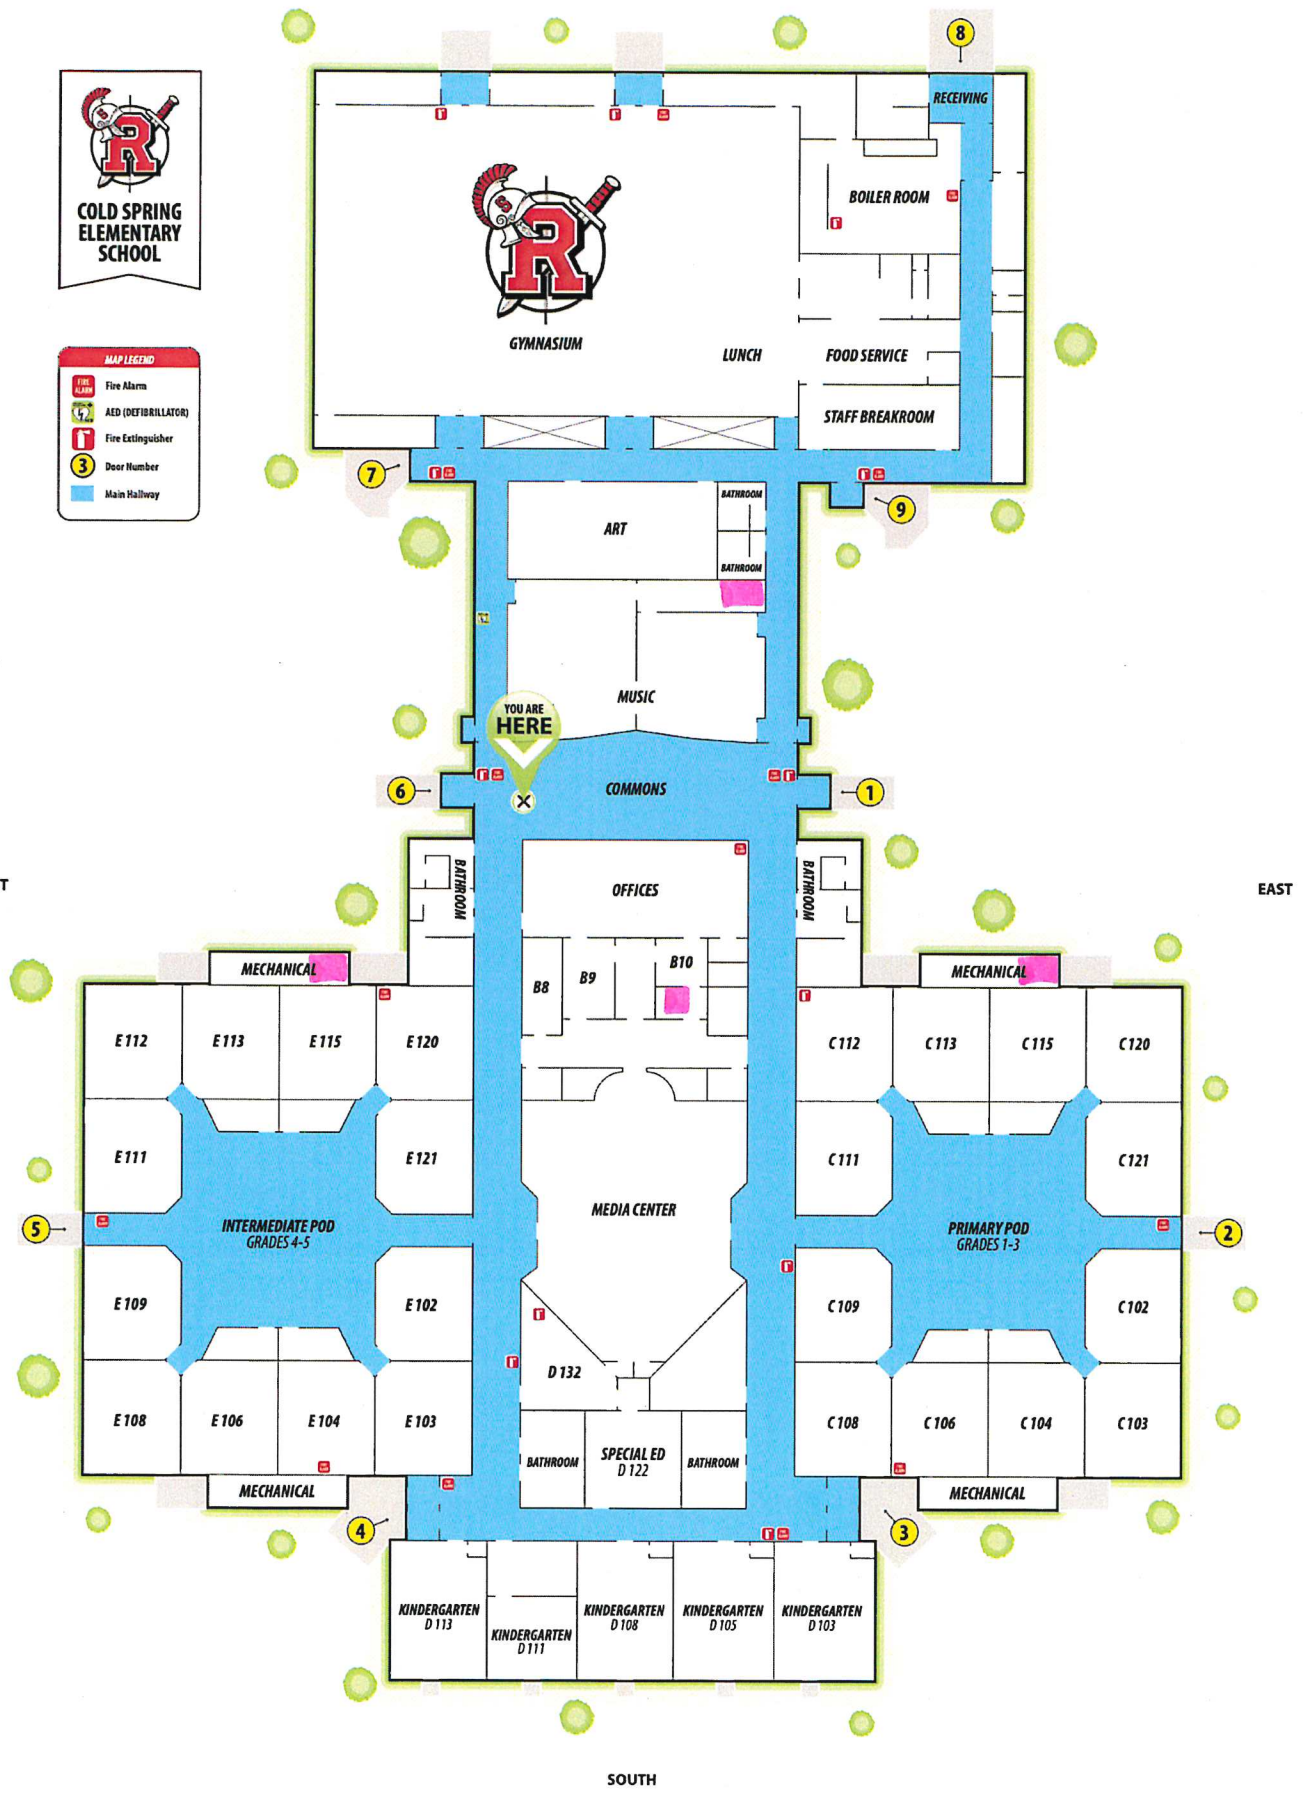 8
RECEIVING
S
R
COLD SPRING
ELEMENTARY
SCHOOL
S
R
BOILER ROOM
GYMNASIUM
LUNCH
FOOD SERVICE
MAP LEGEND
FIRE ALARM
Fire Alarm
AED (DEFIBRILLATOR)
Fire Extinguisher
3
Door Number
Main Hallway
STAFF BREAKROOM
7
9
BATHROOM
ART
BATHROOM
MUSIC
YOU ARE
HERE
COMMONS
6
1
BATHROOM
OFFICES
BATHROOM
T
EAST
MECHANICAL
B8
B9
B10
MECHANICAL
E 112
E 113
E 115
E 120
C 112
C 113
C 115
C 120
E 111
E 121
C 111
C 121
MEDIA CENTER
5
INTERMEDIATE POD
GRADES 4-5
PRIMARY POD
GRADES 1-3
2
E 109
E 102
C 109
C 102
D 132
E 108
E 106
E 104
E 103
C 108
C 106
C 104
C 103
BATHROOM
SPECIAL ED
D 122
BATHROOM
MECHANICAL
MECHANICAL
4
3
KINDERGARTEN
D 113
KINDERGARTEN
D 111
KINDERGARTEN
D 108
KINDERGARTEN
D 105
KINDERGARTEN
D 103
SOUTH